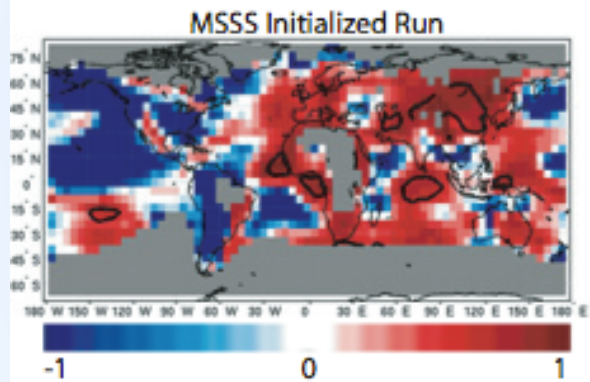 MSSS Initialized Run
75° N
60° N
45° N
30° N
15° N
0°
15° S
30° S
45° S
60° S
180 W 150 W 120 W 90 W 60 W 30 W 0 30 E 60 E 90 E 120 E 150 E 180 E
-1 0 1